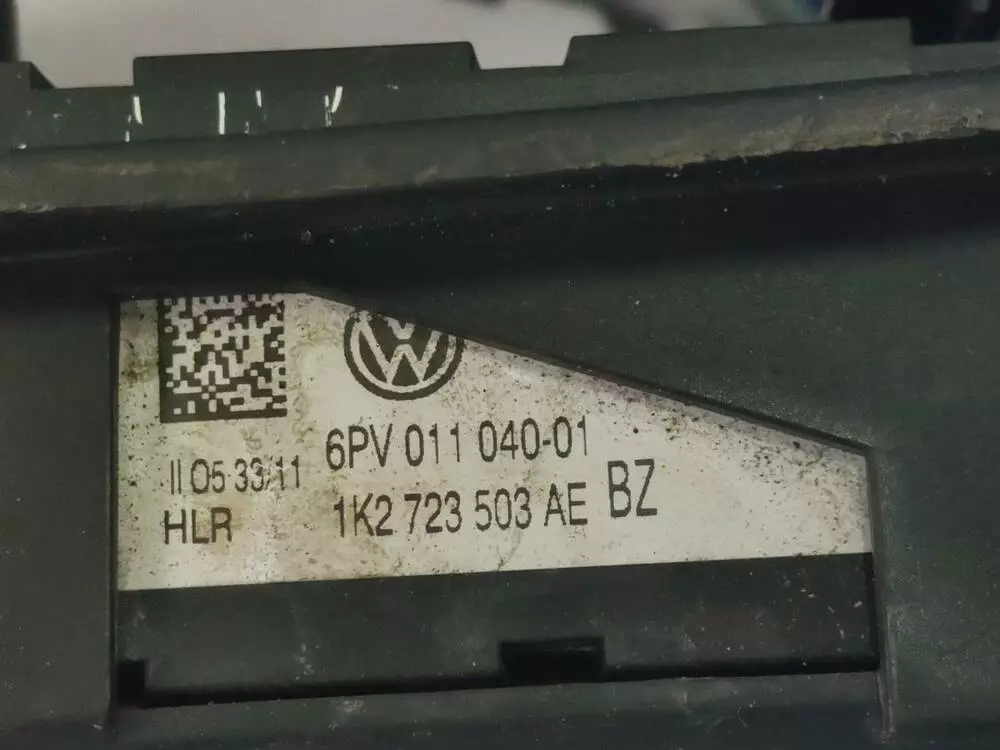 6PV 011 040-01
II 05 33/11
1K2 723 503 AE BZ
HLR